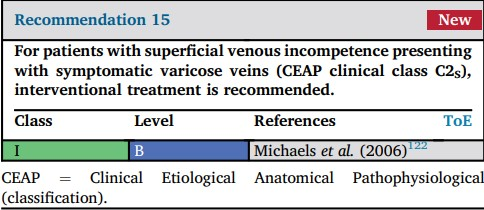 Recommendation 15 New
For patients with superficial venous incompetence presenting
with symptomatic varicose veins (CEAP clinical class C2S),
interventional treatment is recommended.
Class Level References ToE
I B Michaels et al. (2006)122
CEAP = Clinical Etiological Anatomical Pathophysiological
(classification).